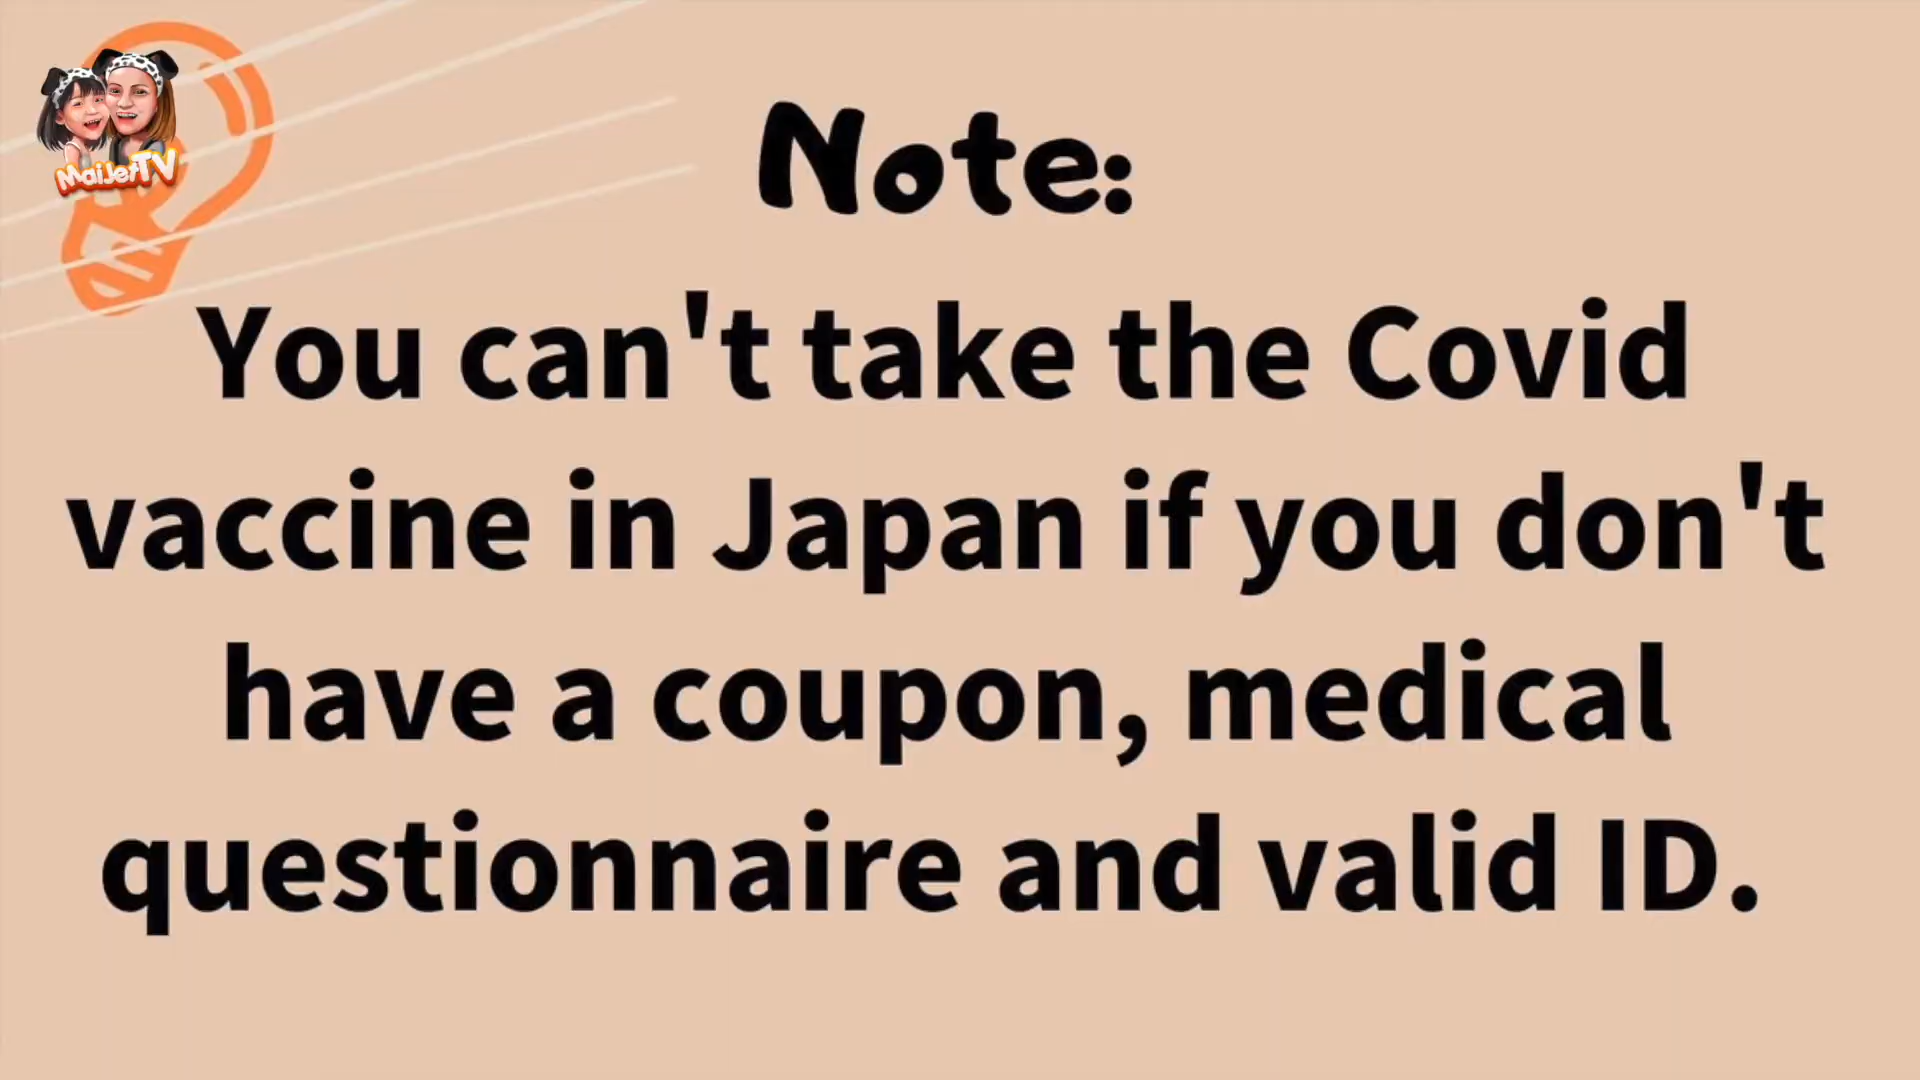 MaiJetTV
Note:
You can't take the Covid
vaccine in Japan if you don't
have a coupon, medical
questionnaire and valid ID.